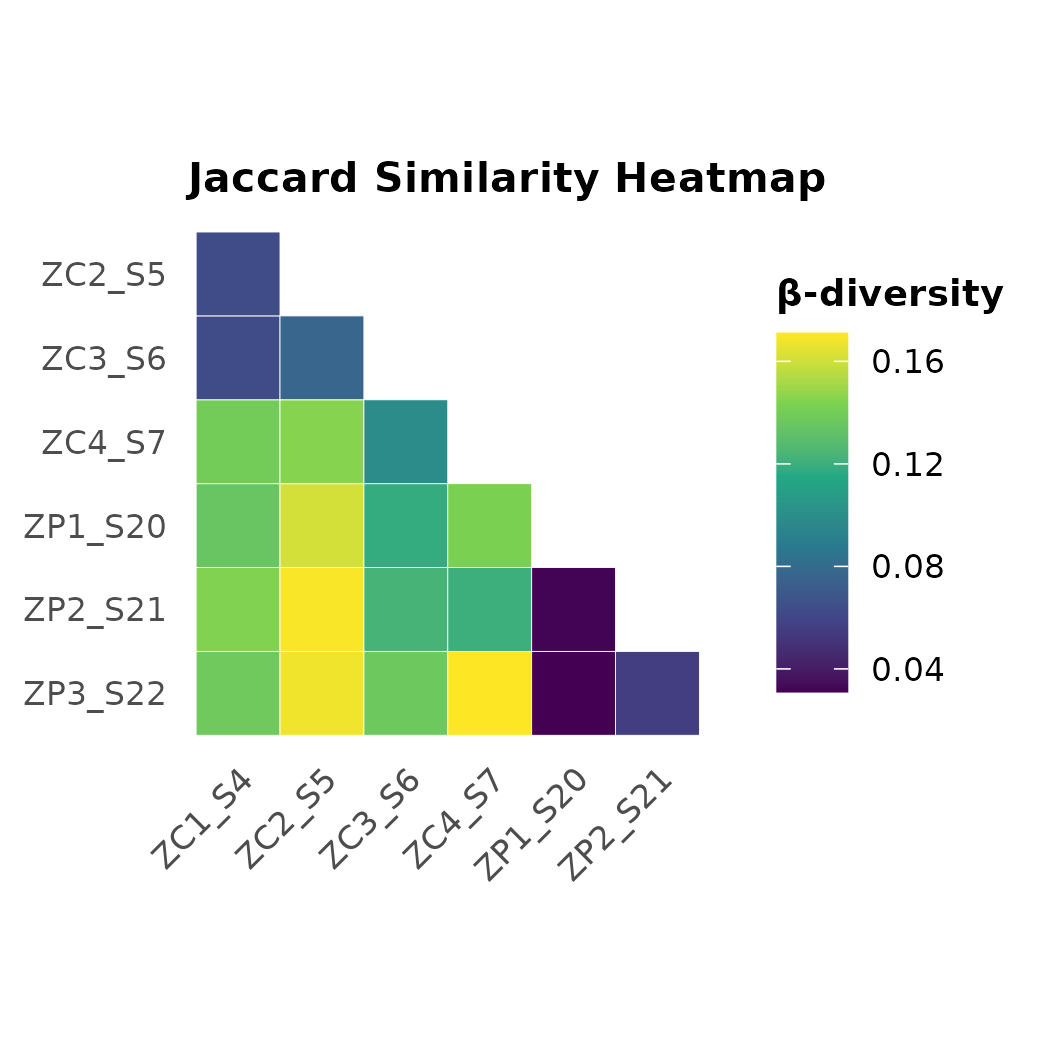 Jaccard Similarity Heatmap
ZC2_S5
ZC3_S6
ZC4_S7
ZP1_S20
ZP2_S21
ZP3_S22
ZC1_S4
ZC2_S5
ZC3_S6
ZC4_S7
ZP1_S20
ZP2_S21
β-diversity
0.16
0.12
0.08
0.04